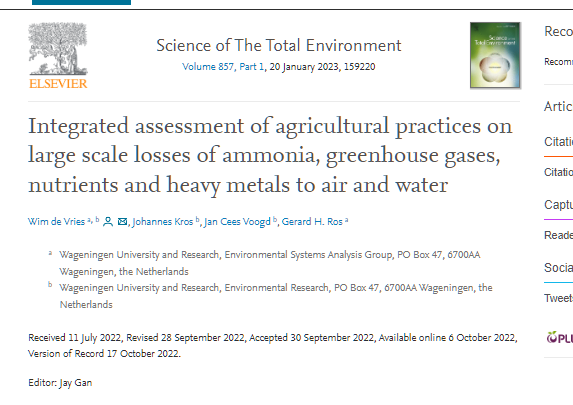 Science of The Total Environment
Volume 857, Part 1, 20 January 2023, 159220
ELSEVIER
Integrated assessment of agricultural practices on
large scale losses of ammonia, greenhouse gases,
nutrients and heavy metals to air and water
Wim de Vries a, b, Johannes Kros b, Jan Cees Voogd b, Gerard H. Ros a
a Wageningen University and Research, Environmental Systems Analysis Group, PO Box 47, 6700AA
Wageningen, the Netherlands
b Wageningen University and Research, Environmental Research, PO Box 47, 6700AA Wageningen, the
Netherlands
Received 11 July 2022, Revised 28 September 2022, Accepted 30 September 2022, Available online 6 October 2022,
Version of Record 17 October 2022.
Editor: Jay Gan
Reco
Recom
Artic
Citati
Citatio
Captu
Reade
Socia
Tweet
PLU